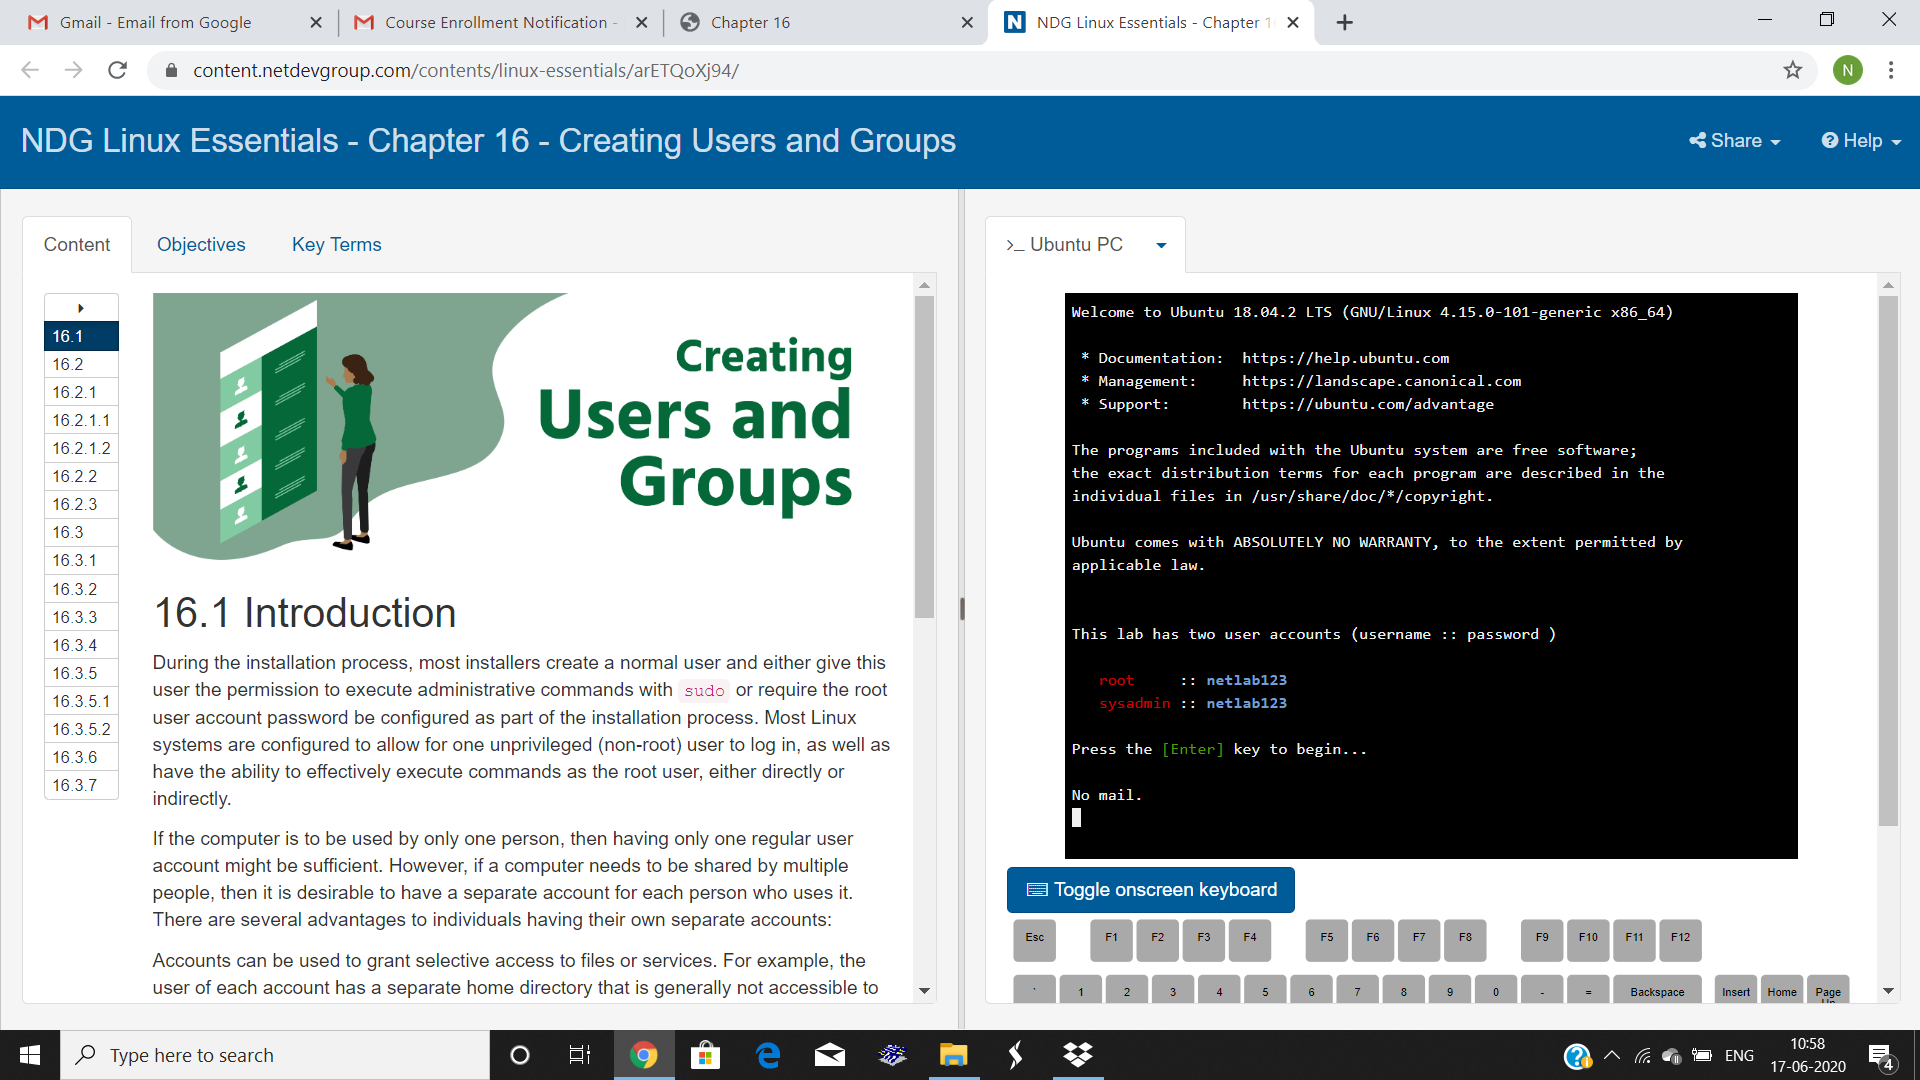 Gmail - Email from Google
Course Enrollment Notification -
Chapter 16
NDG Linux Essentials - Chapter 1
content.netdevgroup.com/contents/linux-essentials/arETQoXj94/
N
NDG Linux Essentials - Chapter 16 - Creating Users and Groups
Share
Help
Content
Objectives
Key Terms
16.1
16.2
16.2.1
16.2.1.1
16.2.1.2
16.2.2
16.2.3
16.3
16.3.1
16.3.2
16.3.3
16.3.4
16.3.5
16.3.5.1
16.3.5.2
16.3.6
16.3.7
Creating
Users and
Groups
16.1 Introduction
During the installation process, most installers create a normal user and either give this
user the permission to execute administrative commands with sudo or require the root
user account password be configured as part of the installation process. Most Linux
systems are configured to allow for one unprivileged (non-root) user to log in, as well as
have the ability to effectively execute commands as the root user, either directly or
indirectly.
If the computer is to be used by only one person, then having only one regular user
account might be sufficient. However, if a computer needs to be shared by multiple
people, then it is desirable to have a separate account for each person who uses it.
There are several advantages to individuals having their own separate accounts:
Accounts can be used to grant selective access to files or services. For example, the
user of each account has a separate home directory that is generally not accessible to
>_ Ubuntu PC
Welcome to Ubuntu 18.04.2 LTS (GNU/Linux 4.15.0-101-generic x86_64)
* Documentation: https://help.ubuntu.com
* Management: https://landscape.canonical.com
* Support: https://ubuntu.com/advantage
The programs included with the Ubuntu system are free software;
the exact distribution terms for each program are described in the
individual files in /usr/share/doc/*/copyright.
Ubuntu comes with ABSOLUTELY NO WARRANTY, to the extent permitted by
applicable law.
This lab has two user accounts (username :: password )
root :: netlab123
sysadmin :: netlab123
Press the [Enter] key to begin...
No mail.
Toggle onscreen keyboard
Esc F1 F2 F3 F4 F5 F6 F7 F8 F9 F10 F11 F12
` 1 2 3 4 5 6 7 8 9 0 - = Backspace Insert Home Page
Up
Type here to search
ENG
10:58
17-06-2020
4